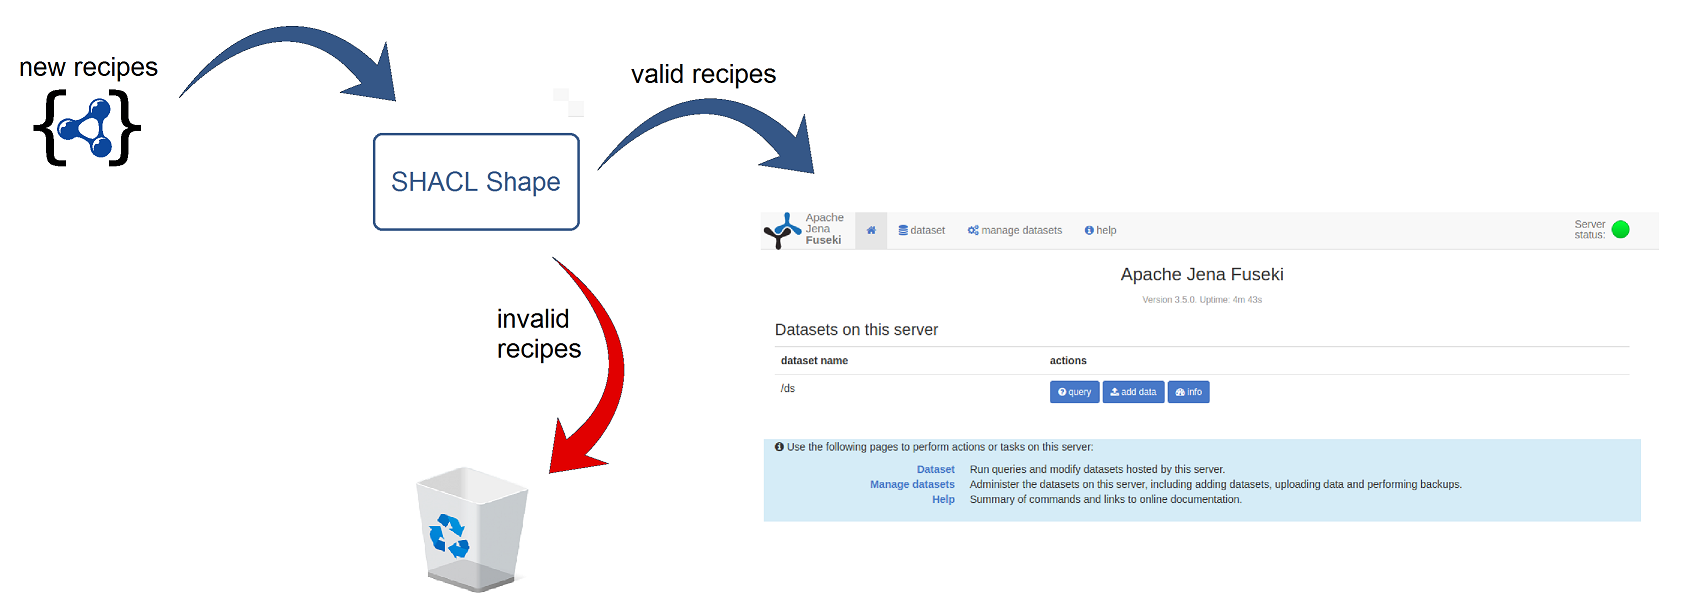 new recipes
valid recipes
SHACL Shape
invalid
recipes
Apache
Jena
Fuseki
dataset
manage datasets
help
Server
status:
Apache Jena Fuseki
Version 3.5.0. Uptime: 4m 43s
Datasets on this server
dataset name actions
/ds query add data info
Use the following pages to perform actions or tasks on this server:
Dataset Run queries and modify datasets hosted by this server.
Manage datasets Administer the datasets on this server, including adding datasets, uploading data and performing backups.
Help Summary of commands and links to online documentation.